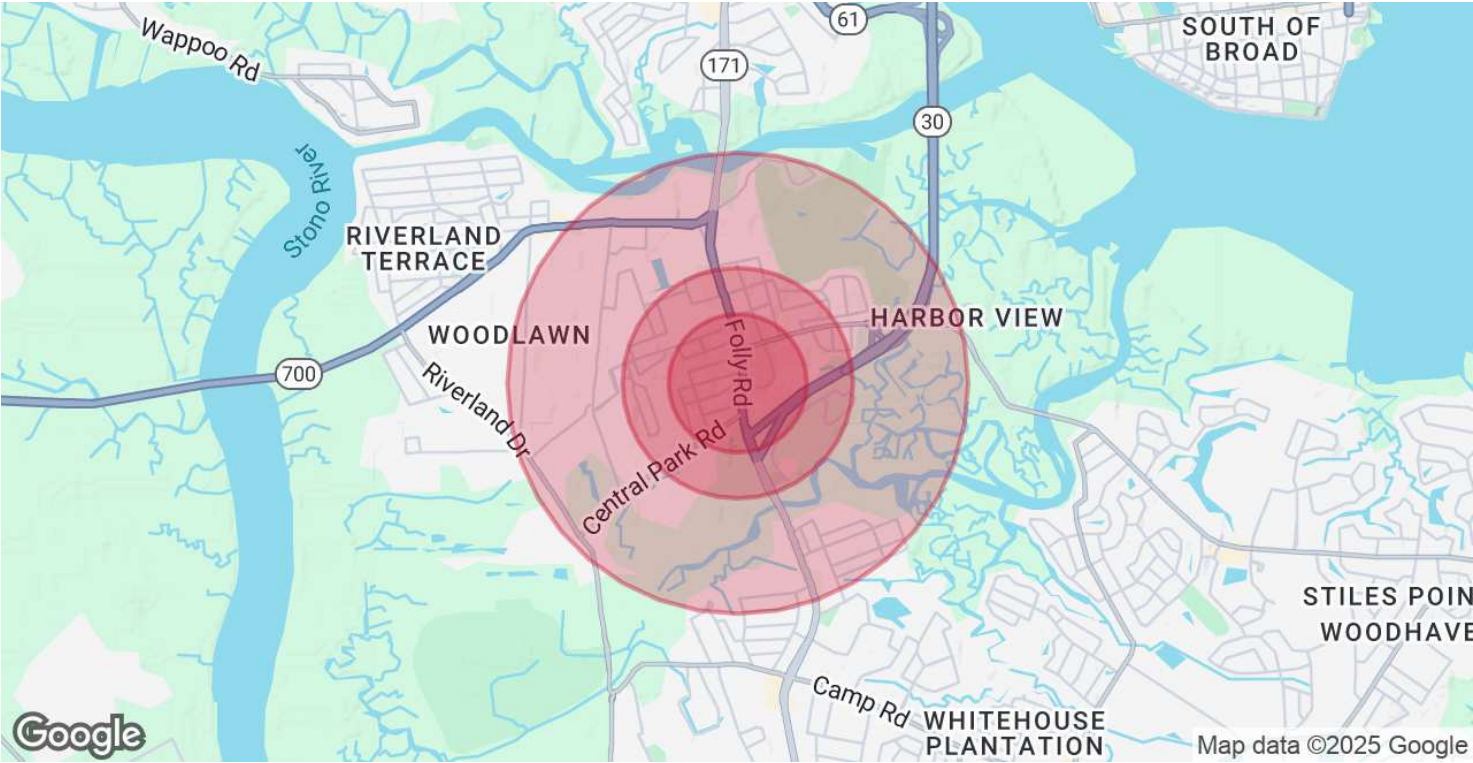 61
SOUTH OF
BROAD
Wappoo Rd
171
30
Stono River
RIVERLAND
TERRACE
HARBOR VIEW
WOODLAWN
Folly Rd
700
Riverland Dr
Central Park Rd
STILES POIN
WOODHAVE
Camp Rd
WHITEHOUSE
PLANTATION
Google
Map data ©2025 Google